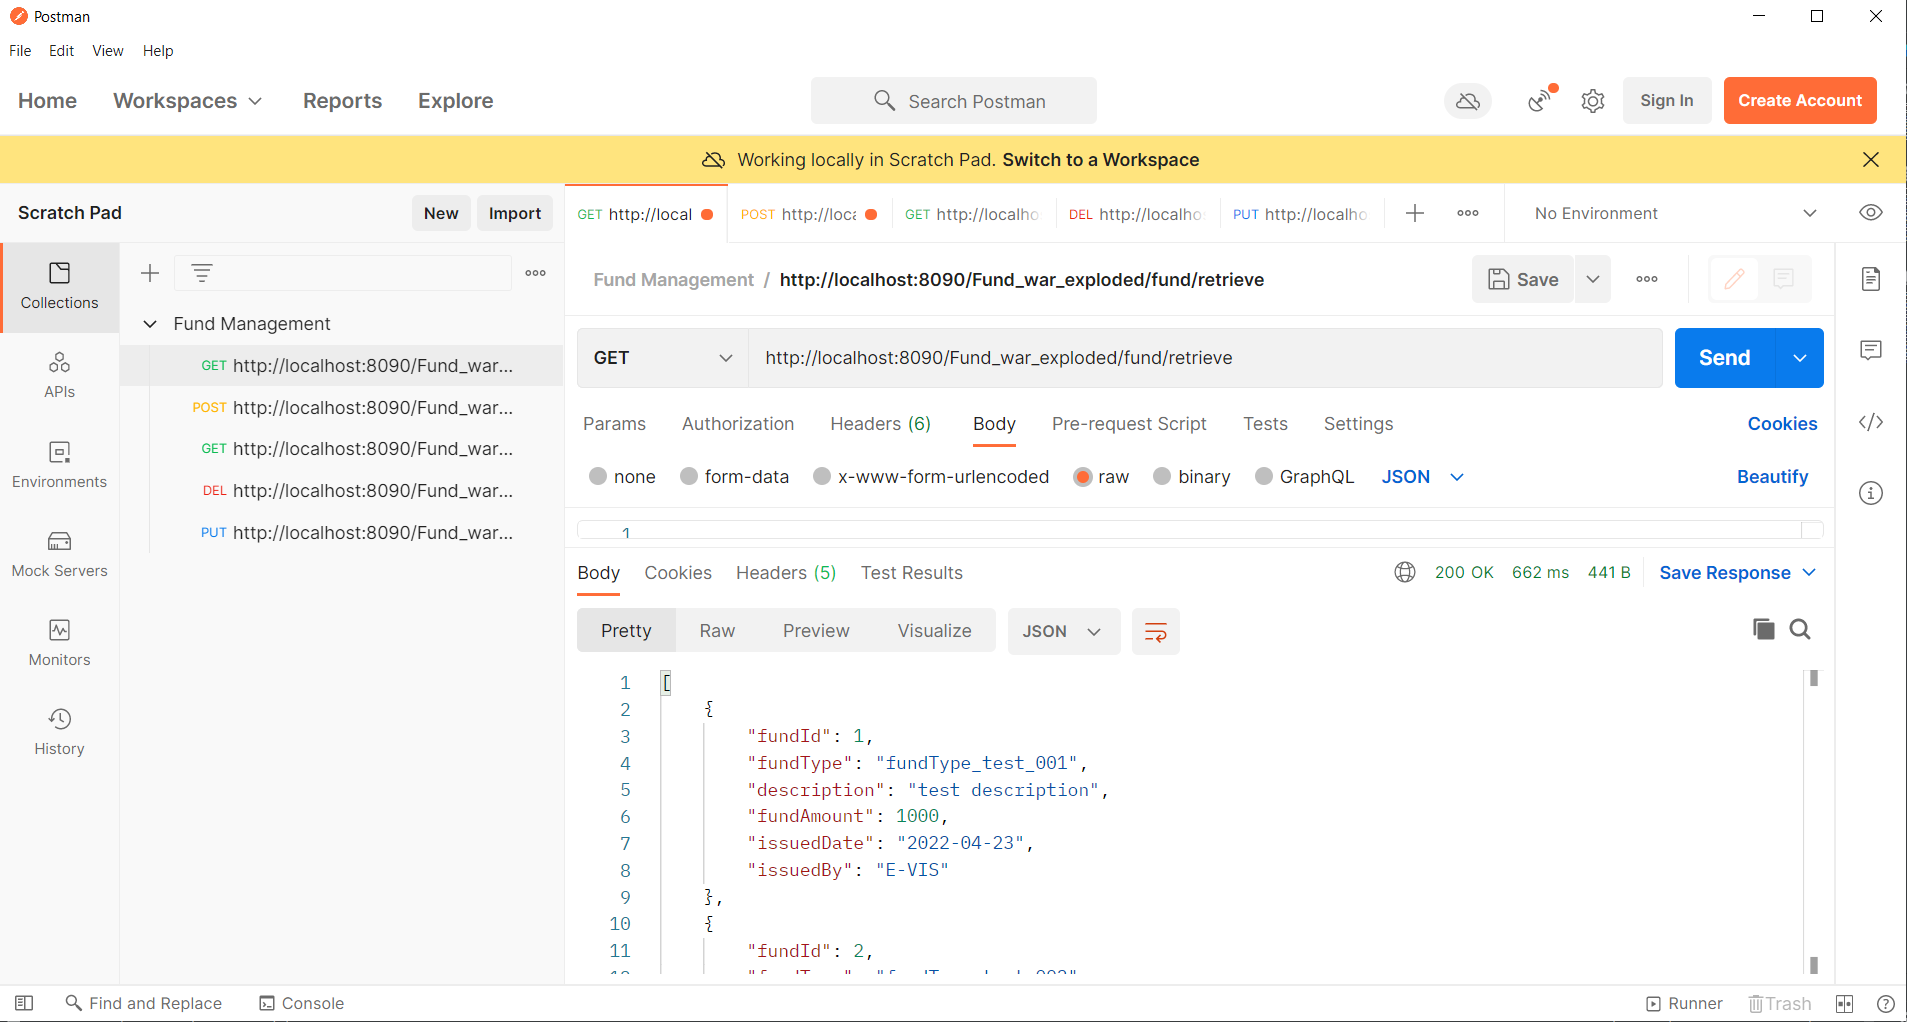 Postman
File Edit View Help
Home Workspaces Reports Explore Search Postman Sign In Create Account
Working locally in Scratch Pad. Switch to a Workspace
Scratch Pad New Import
GET http://local POST http://loca GET http://localho DEL http://localho PUT http://localho No Environment
Collections
APIs
Environments
Mock Servers
Monitors
History
Fund Management
GET http://localhost:8090/Fund_war...
POST http://localhost:8090/Fund_war...
GET http://localhost:8090/Fund_war...
DEL http://localhost:8090/Fund_war...
PUT http://localhost:8090/Fund_war...
Fund Management / http://localhost:8090/Fund_war_exploded/fund/retrieve Save
GET http://localhost:8090/Fund_war_exploded/fund/retrieve Send
Params Authorization Headers (6) Body Pre-request Script Tests Settings Cookies
none form-data x-www-form-urlencoded raw binary GraphQL JSON Beautify
1
Body Cookies Headers (5) Test Results 200 OK 662 ms 441 B Save Response
Pretty Raw Preview Visualize JSON
1 [
2 {
3 "fundId": 1,
4 "fundType": "fundType_test_001",
5 "description": "test description",
6 "fundAmount": 1000,
7 "issuedDate": "2022-04-23",
8 "issuedBy": "E-VIS"
9 },
10 {
11 "fundId": 2,
Find and Replace Console Runner Trash